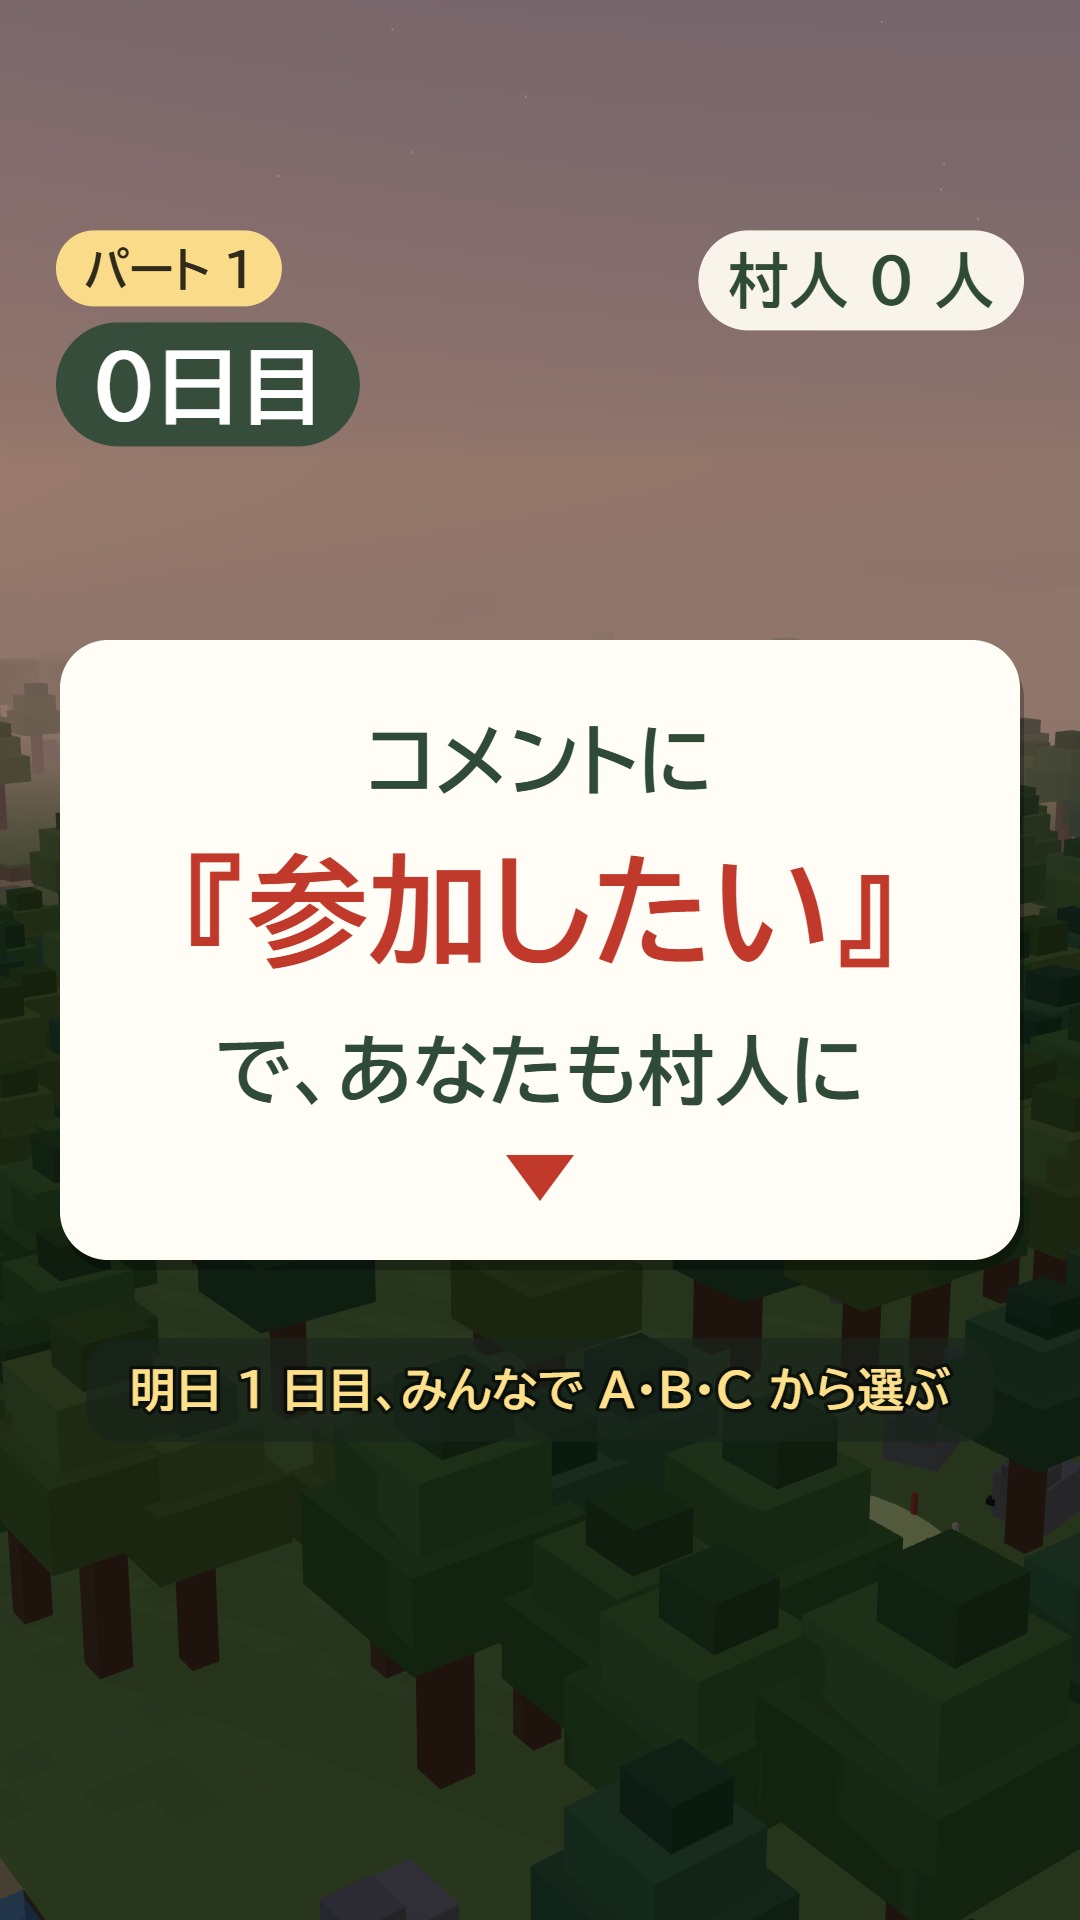 パート 1
村人 0 人
0日目
コメントに
『参加したい』
で、あなたも村人に
明日 1 日目、みんなで A・B・C から選ぶ